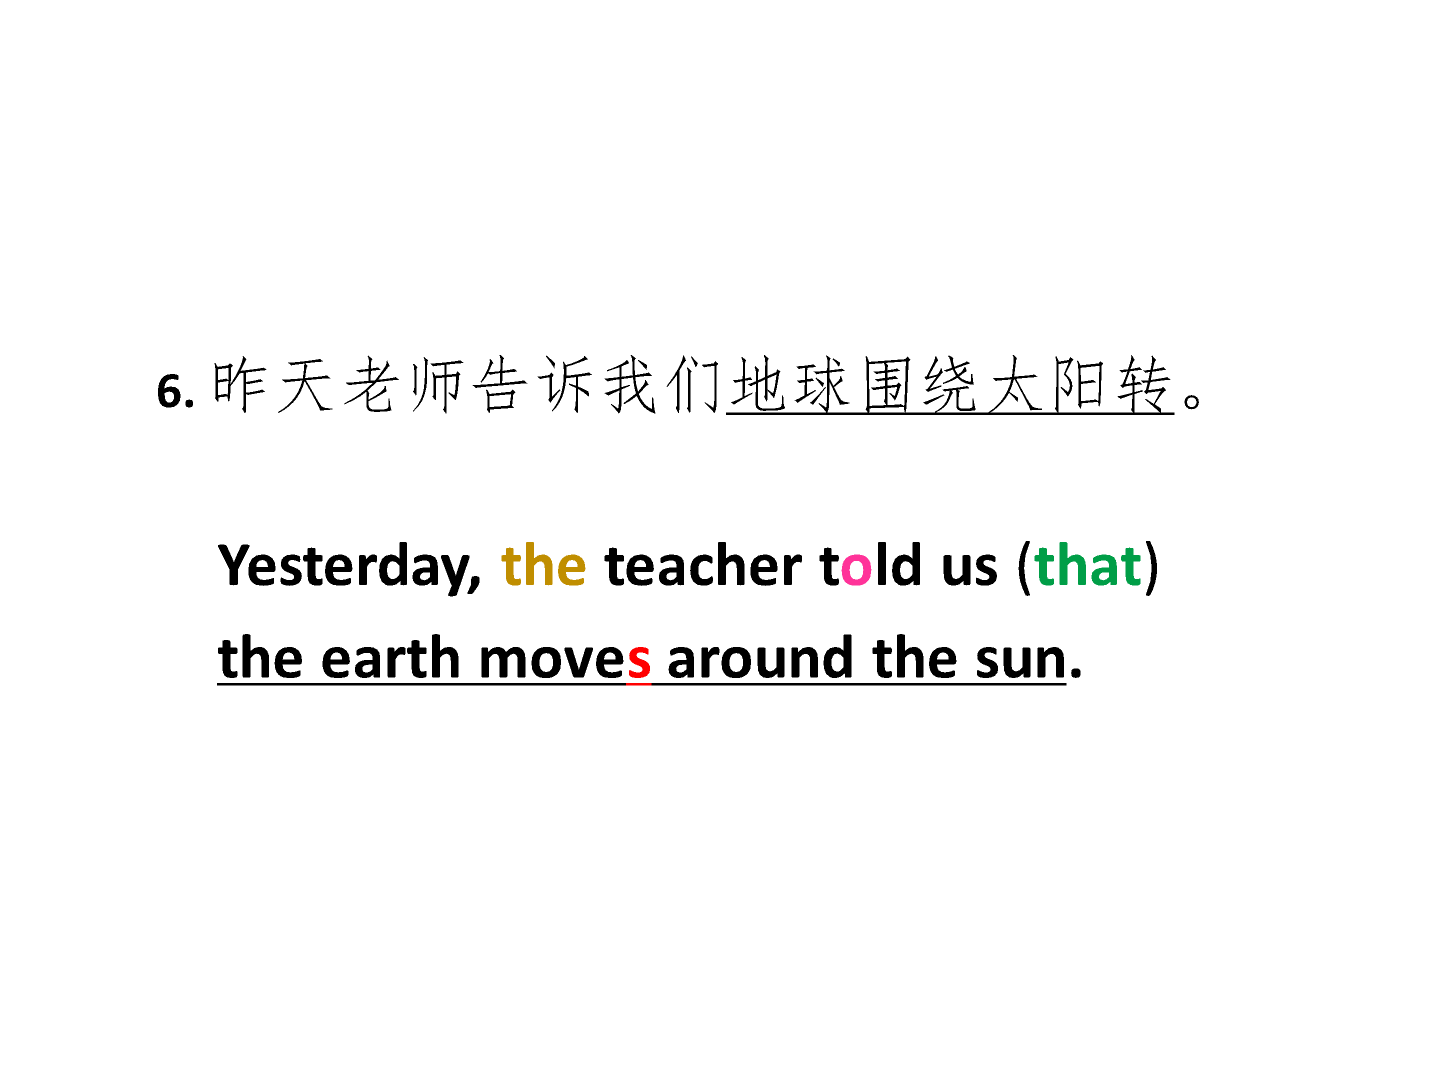 6. 昨天老师告诉我们地球围绕太阳转。
Yesterday, the teacher told us (that)
the earth moves around the sun.